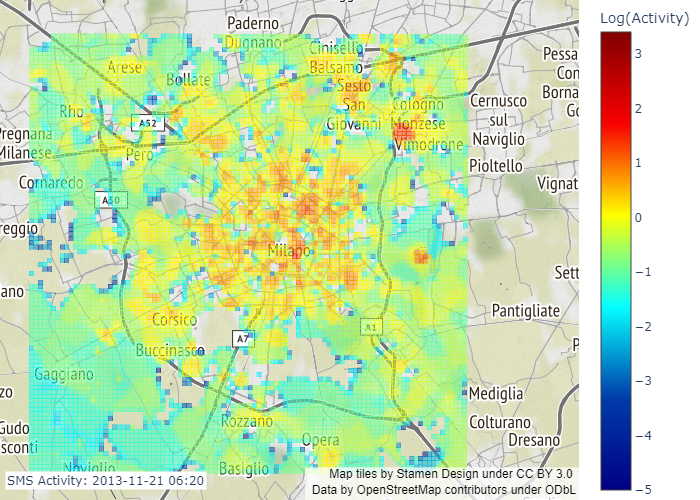 Log(Activity)
3
2
1
0
−1
−2
−3
−4
−5
Paderno
Dugnano
Cinisello
Balsamo
Arese
Bollate
Sesto
San
Giovanni
Cologno
Monzese
Vimodrone
Cernusco
sul
Naviglio
Pioltello
Pessa
Con
Borna
Go
Vignat
Rho
A52
Pregnana
Milanese
Pero
Cornaredo
A50
reggio
Milano
Sett
ano
Pantigliate
Corsico
A7
A1
Buccinasco
P
Gaggiano
zo
Mediglia
Gudo
sconti
Rozzano
Colturano
Dresano
Opera
Noviglio
Basiglio
SMS Activity: 2013-11-21 06:20
Map tiles by Stamen Design under CC BY 3.0
Data by OpenStreetMap contributors under ODbL